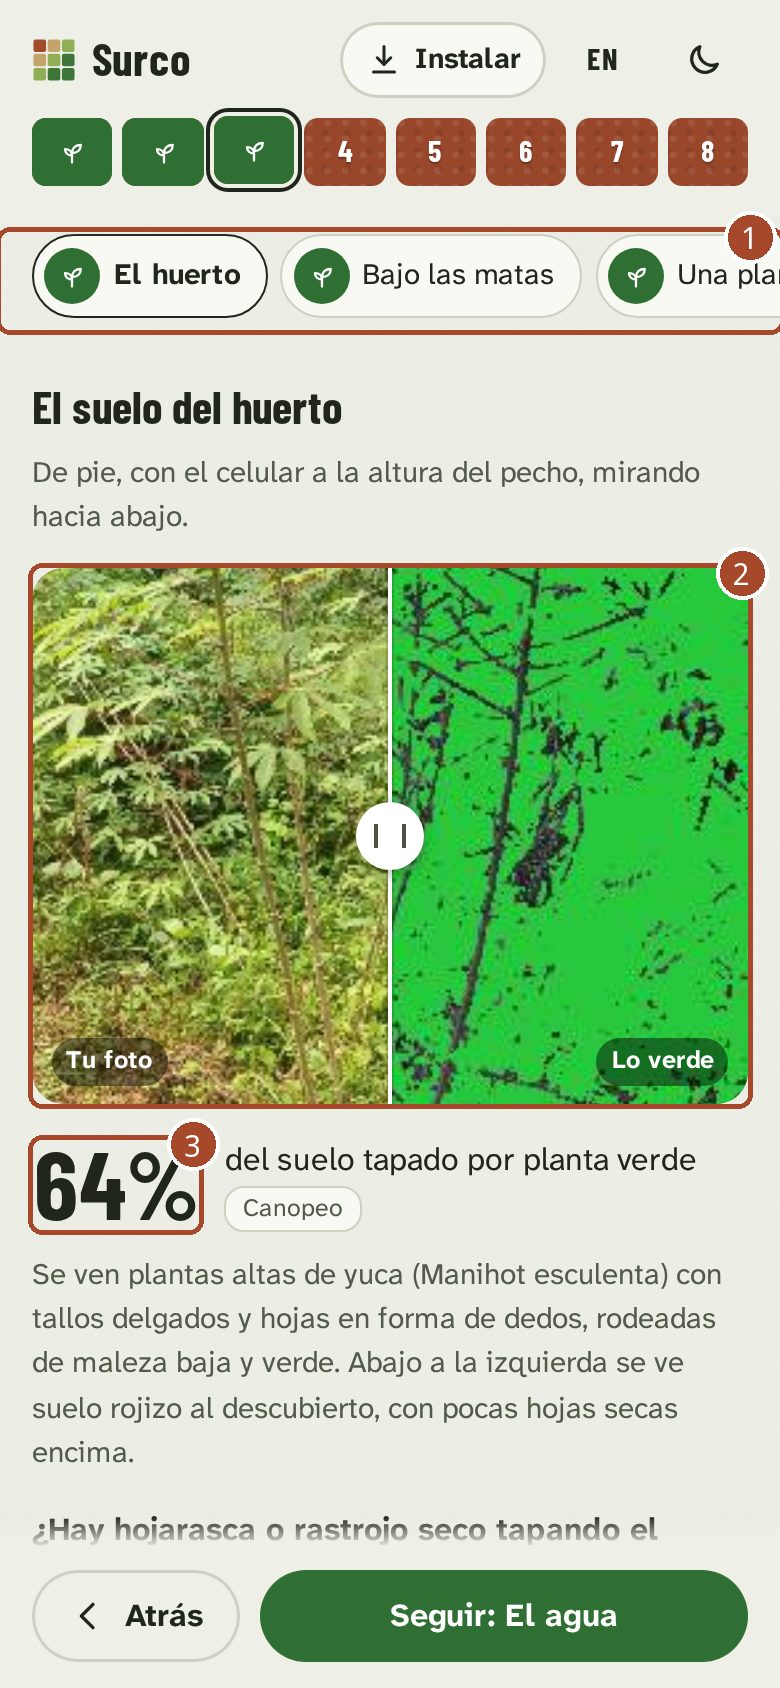 Surco
Instalar
EN
4 5 6 7 8
1
El huerto
Bajo las matas
Una plan
El suelo del huerto
De pie, con el celular a la altura del pecho, mirando
hacia abajo.
2
Tu foto
Lo verde
3
64%
del suelo tapado por planta verde
Canopeo
Se ven plantas altas de yuca (Manihot esculenta) con
tallos delgados y hojas en forma de dedos, rodeadas
de maleza baja y verde. Abajo a la izquierda se ve
suelo rojizo al descubierto, con pocas hojas secas
encima.
¿Hay hojarasca o rastrojo seco tapando el
Atrás
Seguir: El agua